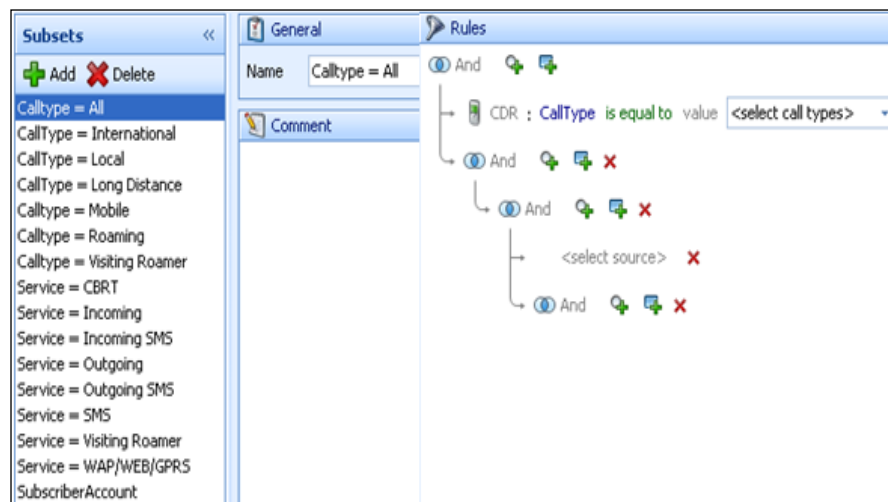 Subsets «
Add Delete
Calltype = All
CallType = International
CallType = Local
CallType = Long Distance
Calltype = Mobile
Calltype = Roaming
Calltype = Visiting Roamer
Service = CBRT
Service = Incoming
Service = Incoming SMS
Service = Outgoing
Service = Outgoing SMS
Service = SMS
Service = Visiting Roamer
Service = WAP/WEB/GPRS
SubscriberAccount
General
Name Calltype = All
Comment
Rules
And
CDR : CallType is equal to value <select call types>
And
And
<select source>
And